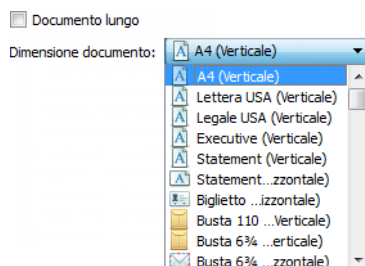 Documento lungo
Dimensione documento: A4 (Verticale)
A4 (Verticale)
Lettera USA (Verticale)
Legale USA (Verticale)
Executive (Verticale)
Statement (Verticale)
Statement...zzontale)
Biglietto ...izzontale)
Busta 110 ...Verticale)
Busta 6¾ ...erticale)
Busta 6¾ ...zzontale)